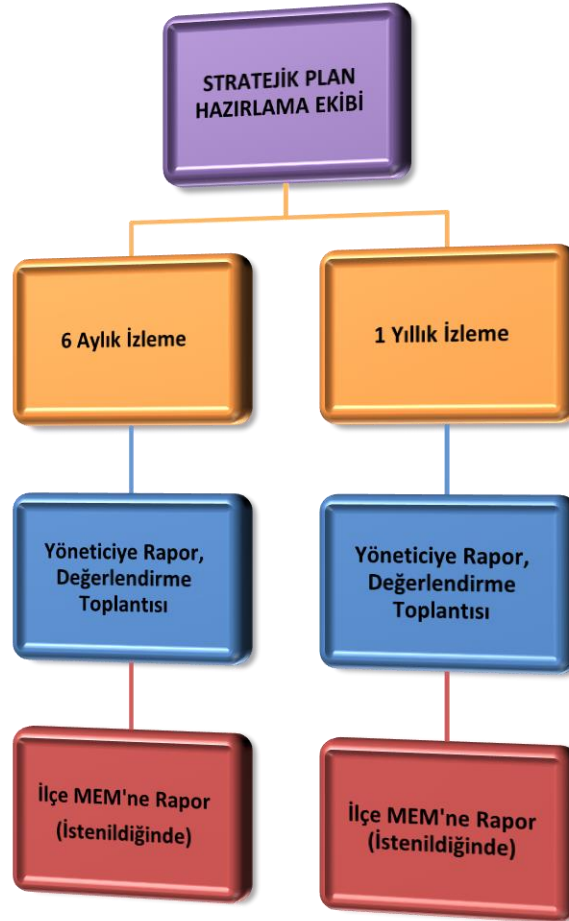 STRATEJİK PLAN
HAZIRLAMA EKİBİ
6 Aylık İzleme
1 Yıllık İzleme
Yöneticiye Rapor,
Değerlendirme
Toplantısı
Yöneticiye Rapor,
Değerlendirme
Toplantısı
İlçe MEM'ne Rapor
(İstenildiğinde)
İlçe MEM'ne Rapor
(İstenildiğinde)